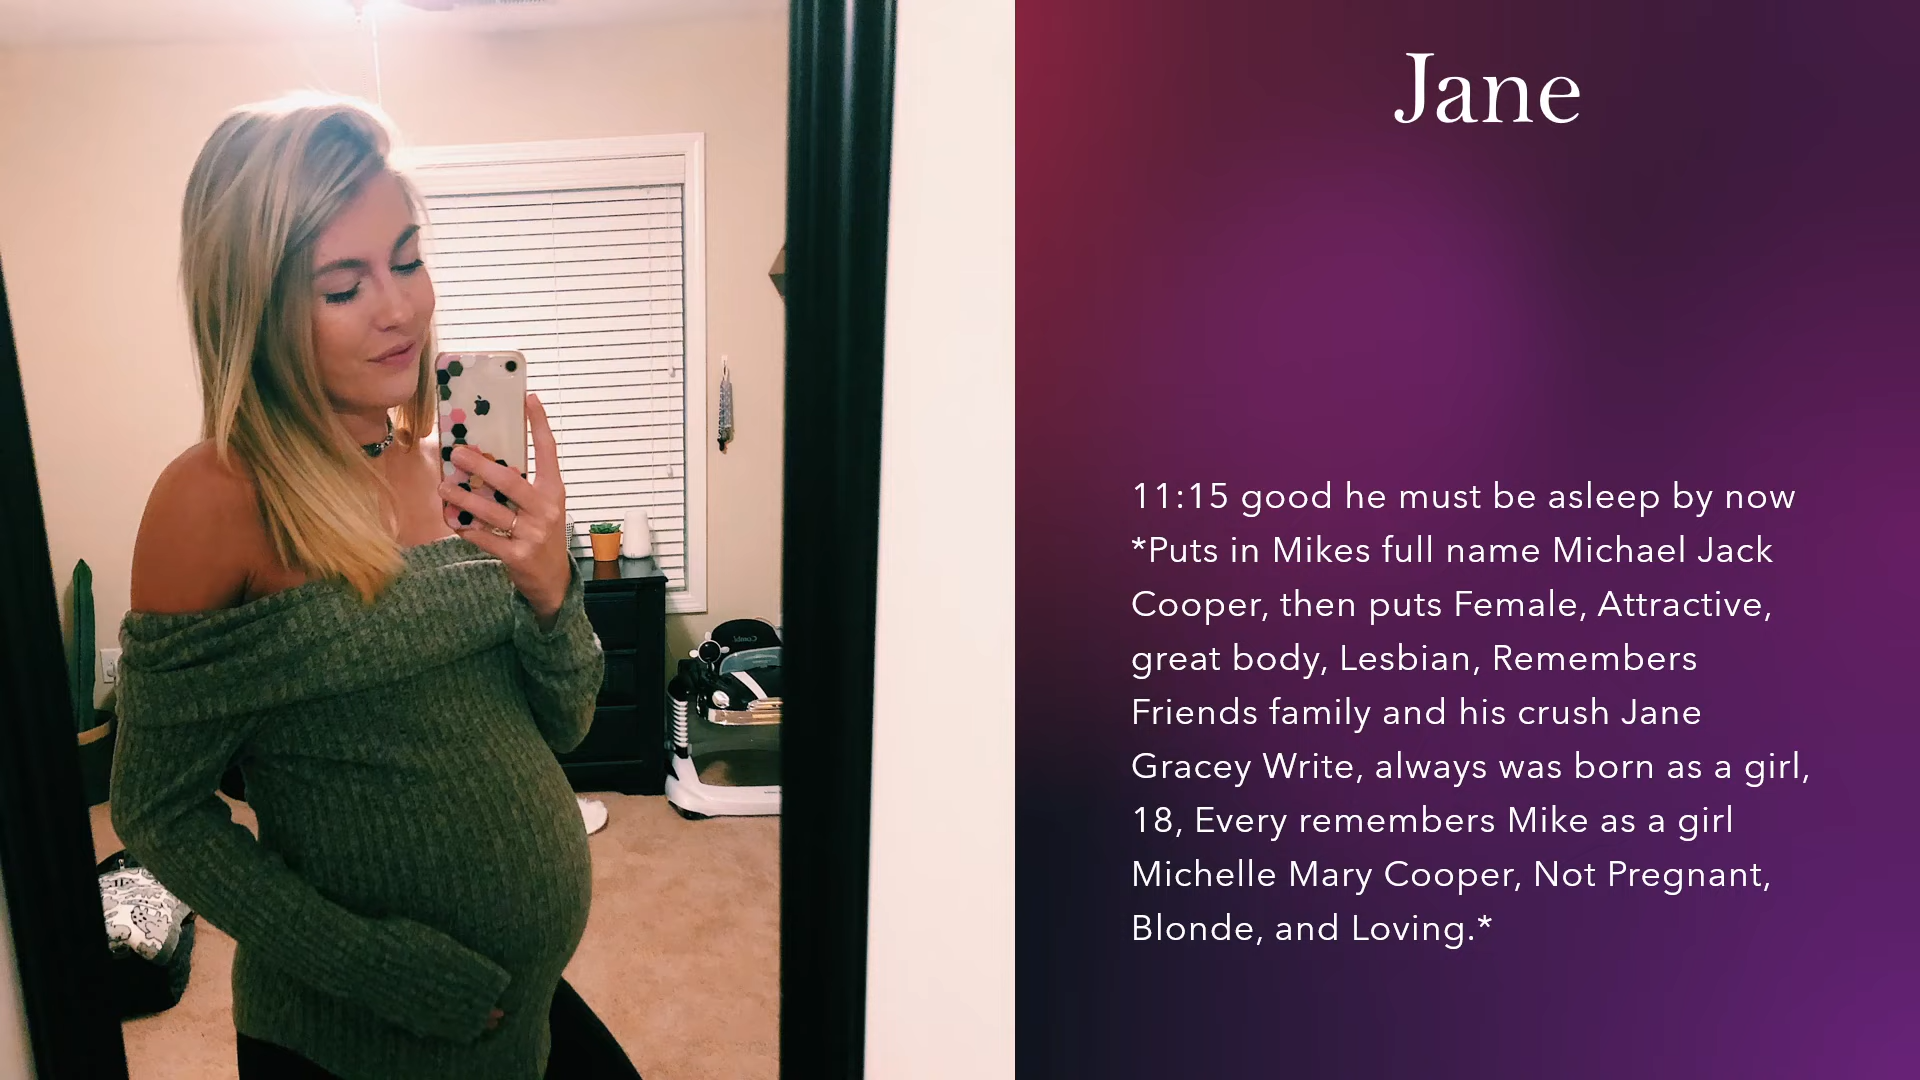 Jane
11:15 good he must be asleep by now
*Puts in Mikes full name Michael Jack
Cooper, then puts Female, Attractive,
great body, Lesbian, Remembers
Friends family and his crush Jane
Gracey Write, always was born as a girl,
18, Every remembers Mike as a girl
Michelle Mary Cooper, Not Pregnant,
Blonde, and Loving.*
Combi